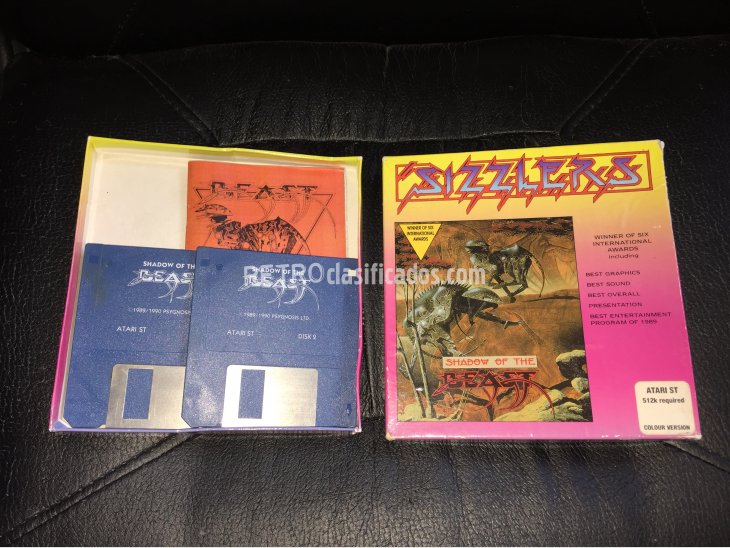 BEAST
SHADOW OF THE
BEAST
© 1989/1990 PSYGNOSIS
ATARI ST
SHADOW OF THE
BEAST
© 1989/1990 PSYGNOSIS LTD.
ATARI ST DISK 2
RETROclasificados.com
SIZZLERS
WINNER OF SIX
INTERNATIONAL
AWARDS
WINNER OF SIX
INTERNATIONAL
AWARDS
including
BEST GRAPHICS
BEST SOUND
BEST OVERALL
PRESENTATION
BEST ENTERTAINMENT
PROGRAM OF 1989
SHADOW OF THE
BEAST
ATARI ST
512k required
COLOUR VERSION